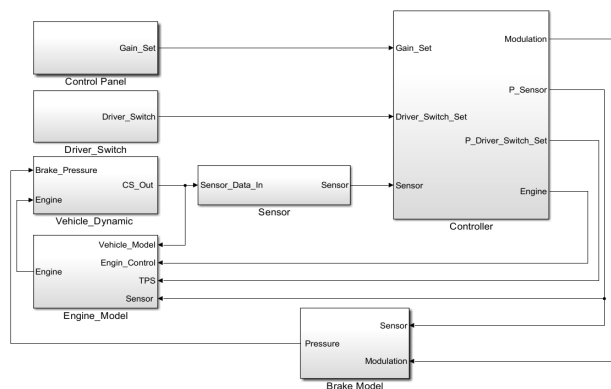 Gain_Set
Control Panel
Driver_Switch
Driver_Switch
Brake_Pressure
Engine
CS_Out
Vehicle_Dynamic
Sensor_Data_In
Sensor
Sensor
Gain_Set
Driver_Switch_Set
Sensor
Modulation
P_Sensor
P_Driver_Switch_Set
Engine
Controller
Vehicle_Model
Engin_Control
TPS
Sensor
Engine
Engine_Model
Sensor
Pressure
Modulation
Brake Model